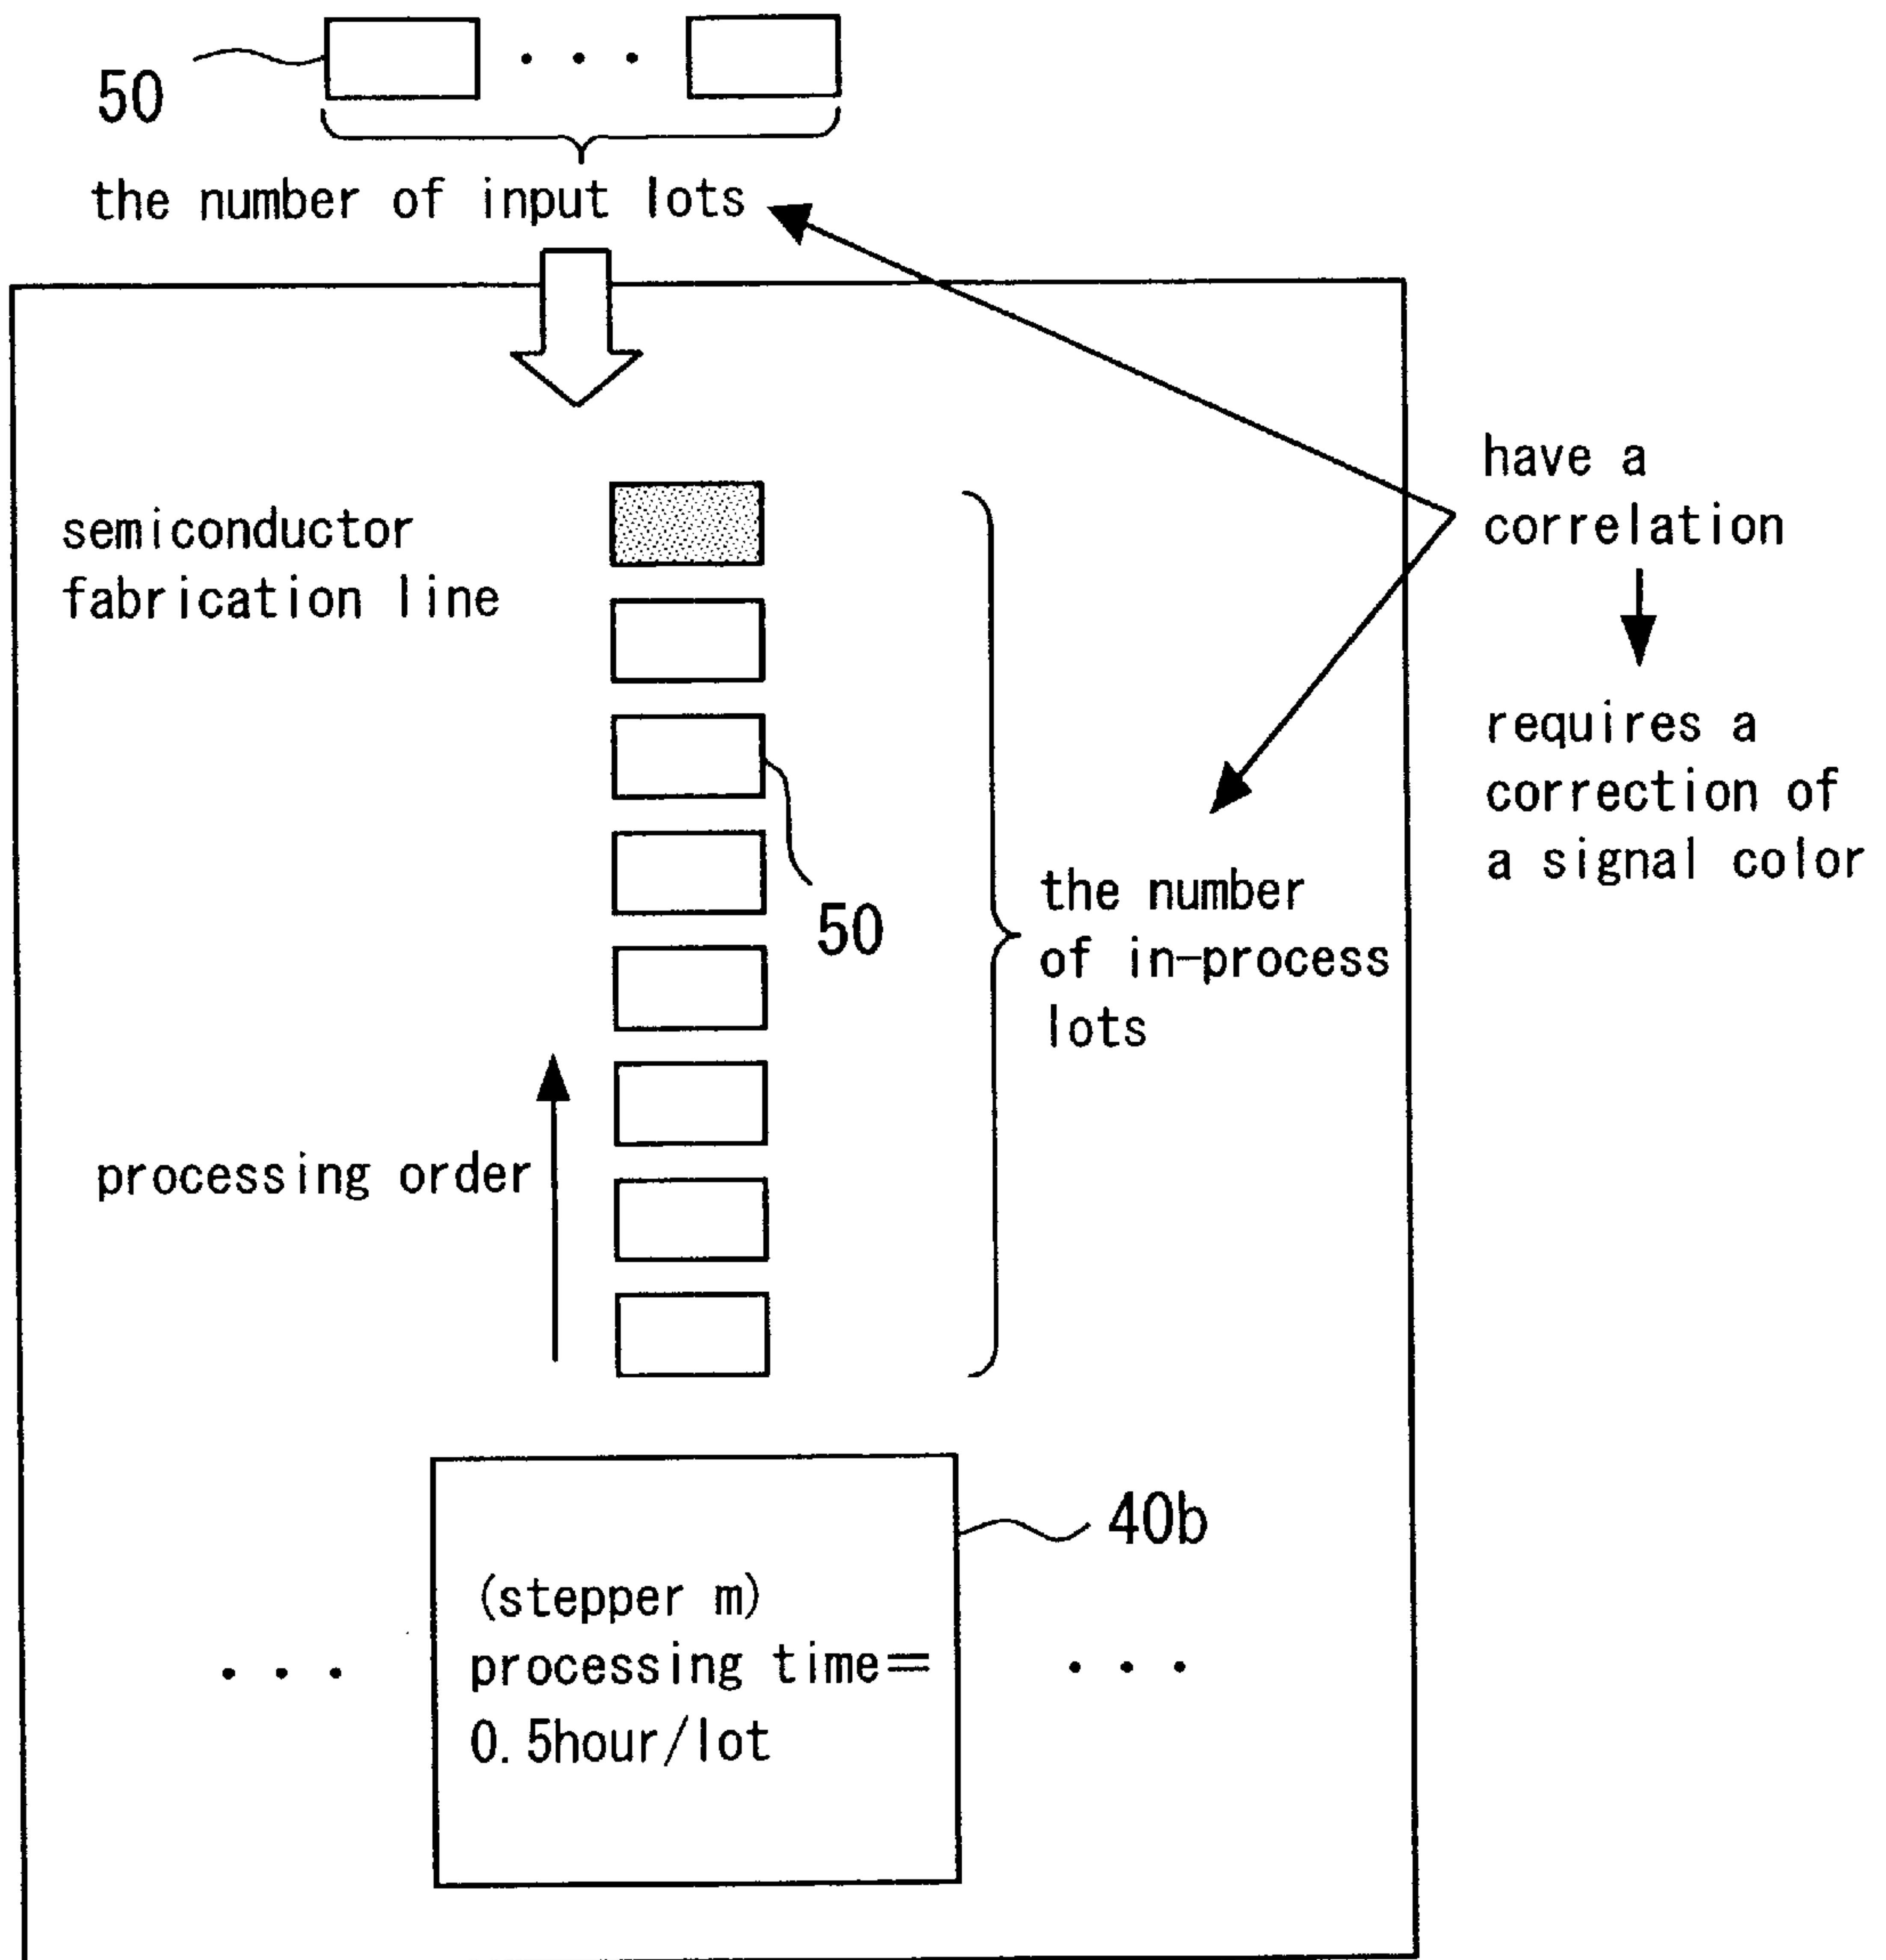 50
the number of input lots
semiconductor
fabrication line
have a
correlation
requires a
correction of
a signal color
50
the number
of in-process
lots
processing order
40b
(stepper m)
processing time=
0.5hour/lot